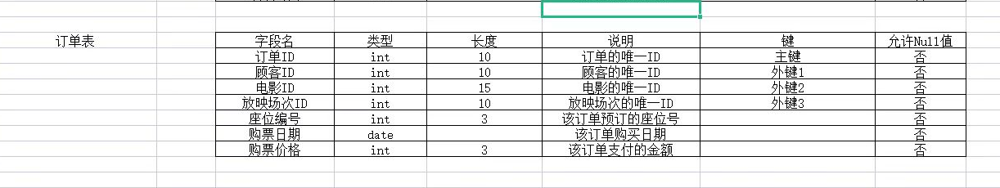 订单表 字段名 类型 长度 说明 键 允许Null值
订单ID int 10 订单的唯一ID 主键 否
顾客ID int 10 顾客的唯一ID 外键1 否
电影ID int 15 电影的唯一ID 外键2 否
放映场次ID int 10 放映场次的唯一ID 外键3 否
座位编号 int 3 该订单预订的座位号 否
购票日期 date 该订单购买日期 否
购票价格 int 3 该订单支付的金额 否